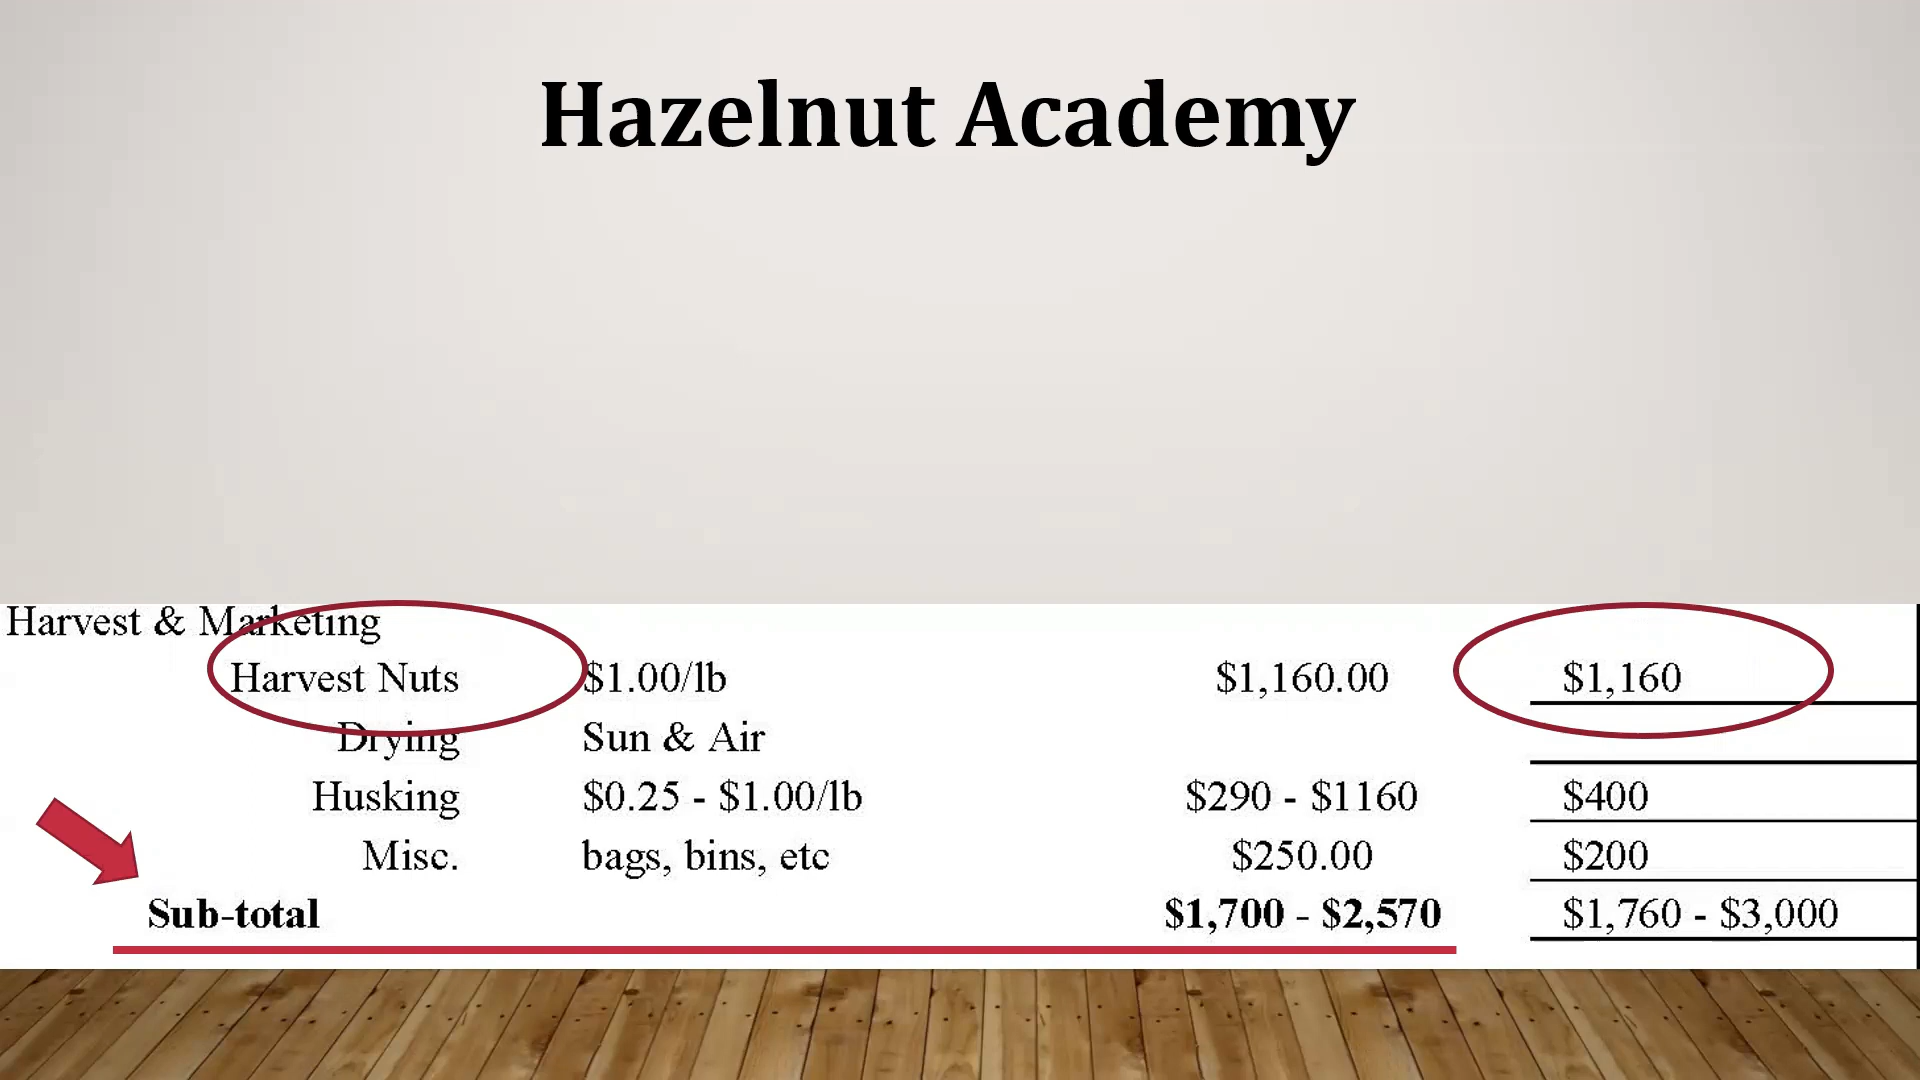 Hazelnut Academy
Harvest & Marketing
Harvest Nuts $1.00/lb $1,160.00 $1,160
Drying Sun & Air
Husking $0.25 - $1.00/lb $290 - $1160 $400
Misc. bags, bins, etc $250.00 $200
Sub-total $1,700 - $2,570 $1,760 - $3,000